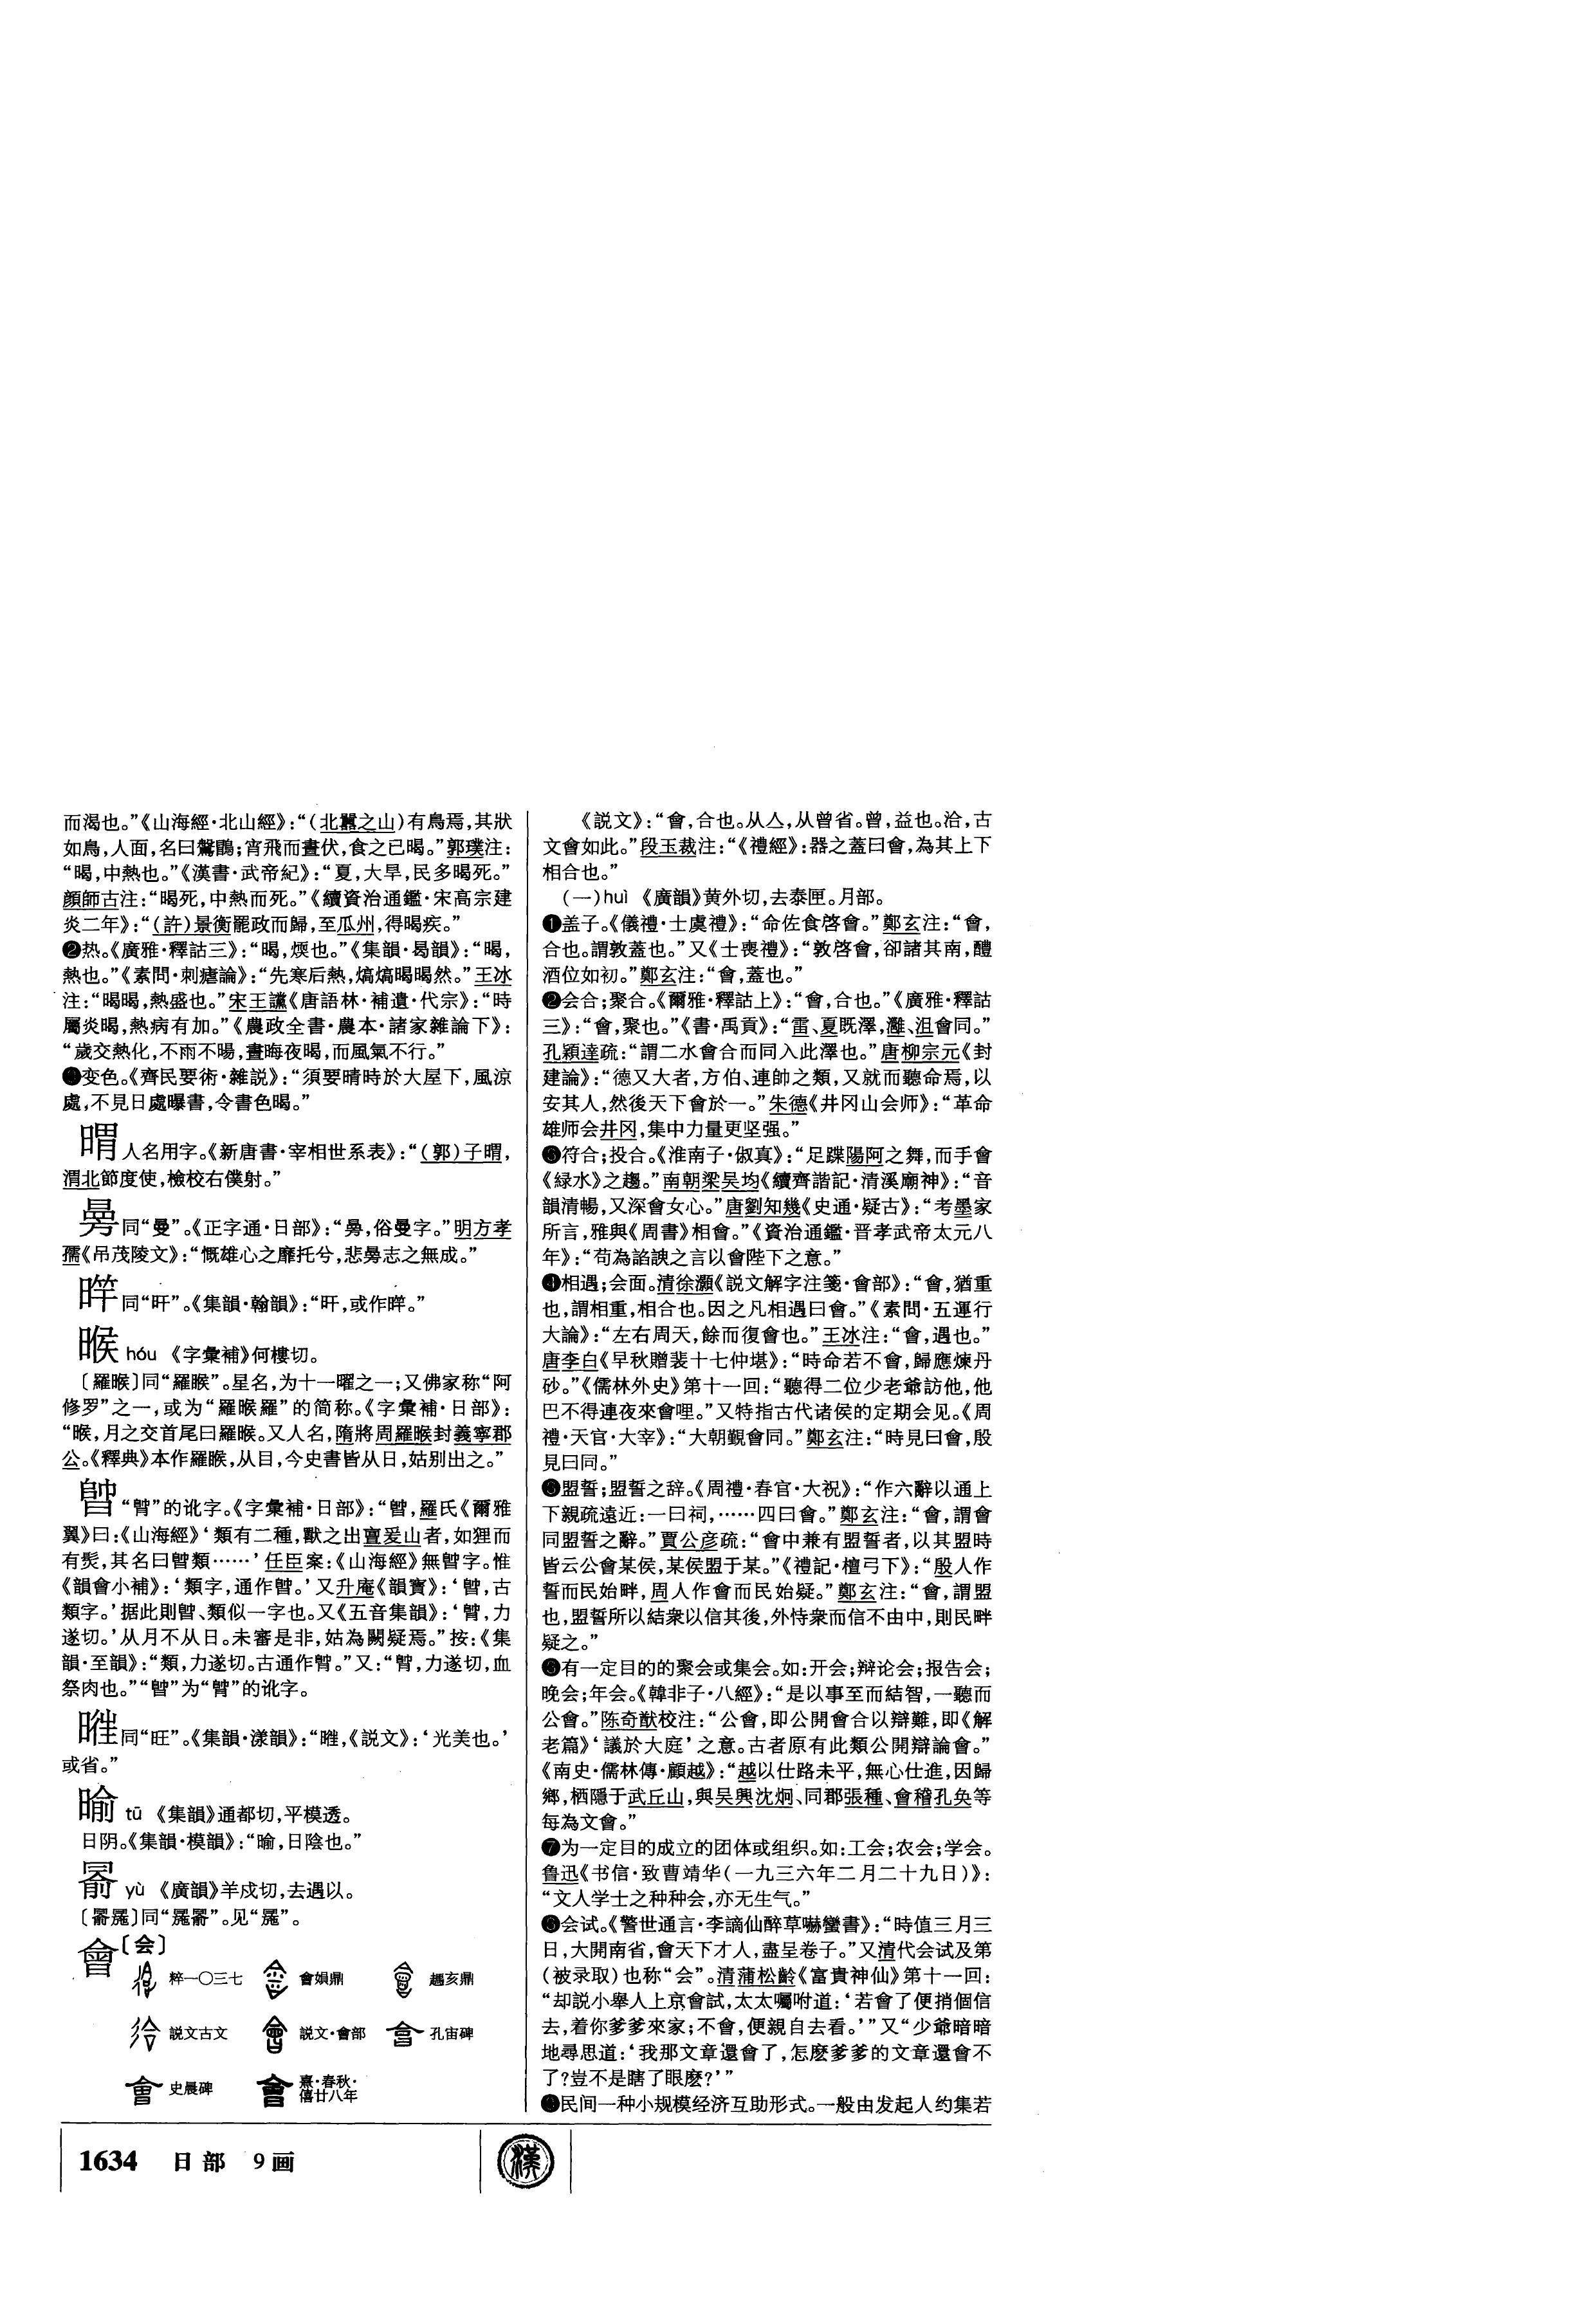 而渴也。”《山海經·北山經》：“(北囂之山)有鳥焉，其狀
如烏，人面，名曰鵹鶻；宵飛而晝伏，食之已暍。”郭璞注：
“暍，中熱也。”《漢書·武帝紀》：“夏，大旱，民多暍死。”
顔師古注：“暍死，中熱而死。”《續資治通鑑·宋高宗建
炎二年》：“(許)景衡罷政而歸，至瓜州，得暍疾。”
❷热。《廣雅·釋詁三》：“暍，煗也。”《集韻·曷韻》：“暍，
熱也。”《素問·刺瘧論》：“先寒后熱，熇熇暍暍然。”王冰
注：“暍暍，熱盛也。”宋王讜《唐語林·補遺·代宗》：“時
屬炎暍，熱病有加。”《農政全書·農本·諸家雜論下》：
“歲交熱化，不雨不暘，晝晦夜暍，而風氣不行。”
❸变色。《齊民要術·雜説》：“須要晴時於大屋下，風涼
處，不見日處曝書，令書色暍。”
㬙人名用字。《新唐書·宰相世系表》：“(郭)子㬙，
渭北節度使，檢校右僕射。”
同“曼”。《正字通·日部》：“，俗曼字。”明方孝
孺《吊茂陵文》：“慨雄心之靡托兮，悲志之無成。”
同“旰”。《集韻·翰韻》：“旰，或作。”
㬋 hóu 《字彙補》何樓切。
〔羅㬋〕同“羅睺”。星名，为十一曜之一；又佛家称“阿
修罗”之一，或为“羅㬋羅”的简称。《字彙補·日部》：
“㬋，月之交首尾曰羅㬋。又人名，隋將周羅㬋封義寧郡
公。《釋典》本作羅睺，从目，今史書皆从日，姑别出之。”
“膟”的讹字。《字彙補·日部》：“，羅氏《爾雅
翼》曰：《山海經》‘類有二種，獸之出亶爰山者，如狸而
有髮，其名曰類……’任臣案：《山海經》無字。惟
《韻會小補》：‘類字，通作。’又升庵《韻寶》：‘，古
類字。’据此則、類似一字也。又《五音集韻》：‘，力
遂切。’从月不从日。未審是非，姑為闕疑焉。”按：《集
韻·至韻》：“類，力遂切。古通作。”又：“，力遂切，血
祭肉也。”“”为“”的讹字。
暀同“旺”。《集韻·漾韻》：“暀，《説文》：‘光美也。’
或省。”
tū 《集韻》通都切，平模透。
日阴。《集韻·模韻》：“，日陰也。”
yù 《廣韻》羊戍切，去遇以。
會〔会〕
粹一〇三七 會娟鼎 趩亥鼎
説文古文 説文·會部 孔宙碑
史晨碑 熹·春秋·
僖廿八年
《説文》：“會，合也。从亼，从曾省。曾，益也。㣛，古
文會如此。”段玉裁注：“《禮經》：器之蓋曰會，為其上下
相合也。”
(一)huì 《廣韻》黄外切，去泰匣。月部。
❶盖子。《儀禮·士虞禮》：“命佐食啓會。”鄭玄注：“會，
合也。謂敦蓋也。”又《士喪禮》：“敦啓會，卻諸其南，醴
酒位如初。”鄭玄注：“會，蓋也。”
❷会合；聚合。《爾雅·釋詁上》：“會，合也。”《廣雅·釋詁
三》：“會，聚也。”《書·禹貢》：“雷、夏既澤，灉、沮會同。”
孔穎達疏：“謂二水會合而同入此澤也。”唐柳宗元《封
建論》：“德又大者，方伯、連帥之類，又就而聽命焉，以
安其人，然後天下會於一。”朱德《井冈山会师》：“革命
雄师会井冈，集中力量更坚强。”
❸符合；投合。《淮南子·俶真》：“足蹀陽阿之舞，而手會
《緑水》之趨。”南朝梁吴均《續齊諧記·清溪廟神》：“音
韻清暢，又深會女心。”唐劉知幾《史通·疑古》：“考墨家
所言，雅與《周書》相會。”《資治通鑑·晋孝武帝太元八
年》：“苟為諂諛之言以會陛下之意。”
❹相遇；会面。清徐灝《説文解字注箋·會部》：“會，猶重
也，謂相重，相合也。因之凡相遇曰會。”《素問·五運行
大論》：“左右周天，餘而復會也。”王冰注：“會，遇也。”
唐李白《早秋贈裴十七仲堪》：“時命若不會，歸應煉丹
砂。”《儒林外史》第十一回：“聽得二位少老爺訪他，他
巴不得連夜來會哩。”又特指古代诸侯的定期会见。《周
禮·天官·大宰》：“大朝覲會同。”鄭玄注：“時見曰會，殷
見曰同。”
❺盟誓；盟誓之辞。《周禮·春官·大祝》：“作六辭以通上
下親疏遠近：一曰祠，……四曰會。”鄭玄注：“會，謂會
同盟誓之辭。”賈公彦疏：“會中兼有盟誓者，以其盟時
皆云公會某侯，某侯盟于某。”《禮記·檀弓下》：“殷人作
誓而民始畔，周人作會而民始疑。”鄭玄注：“會，謂盟
也，盟誓所以結衆以信其後，外恃衆而信不由中，則民畔
疑之。”
❻有一定目的的聚会或集会。如：开会；辩论会；报告会；
晚会；年会。《韓非子·八經》：“是以事至而結智，一聽而
公會。”陈奇猷校注：“公會，即公開會合以辯難，即《解
老篇》‘議於大庭’之意。古者原有此類公開辯論會。”
《南史·儒林傳·顧越》：“越以仕路未平，無心仕進，因歸
鄉，栖隱于武丘山，與吴興沈炯、同郡張種、會稽孔奂等
每為文會。”
❼为一定目的成立的团体或组织。如：工会；农会；学会。
鲁迅《书信·致曹靖华(一九三六年二月二十九日)》：
“文人学士之种种会，亦无生气。”
❽会试。《警世通言·李謫仙醉草嚇蠻書》：“時值三月三
日，大開南省，會天下才人，盡呈卷子。”又清代会试及第
(被录取)也称“会”。清蒲松齡《富貴神仙》第十一回：
“却説小舉人上京會試，太太囑咐道：‘若會了便捎個信
去，着你爹爹來家；不會，便親自去看。’”又“少爺暗暗
地尋思道：‘我那文章還會了，怎麽爹爹的文章還會不
了?豈不是瞎了眼麽?’”
❾民间一种小规模经济互助形式。一般由发起人约集若
1634 日部 9画
漢